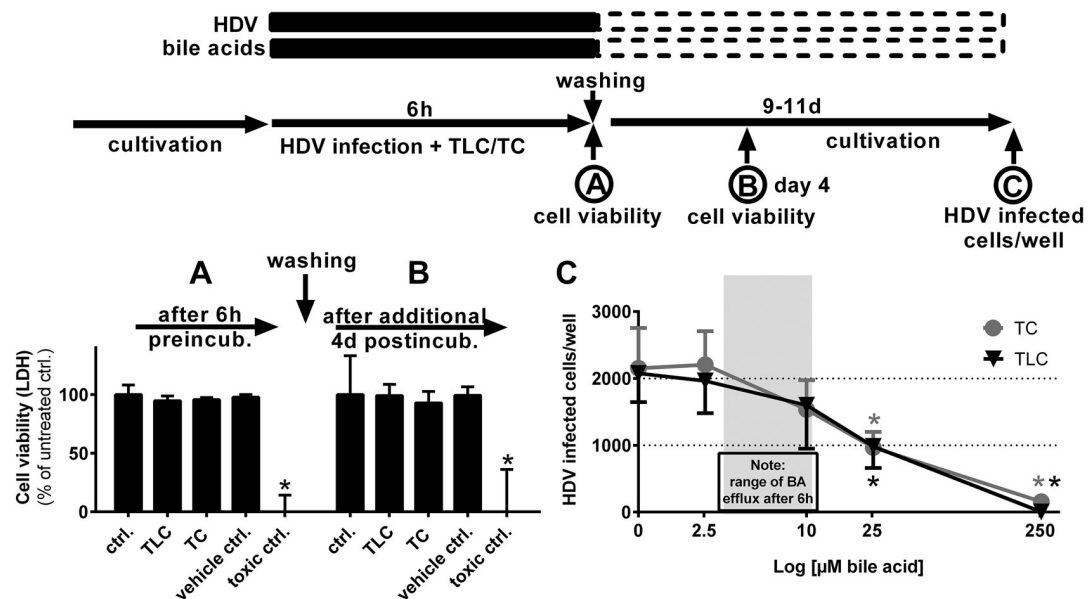 HDV
bile acids
washing
6h
9-11d
cultivation
HDV infection + TLC/TC
cultivation
A
B day 4
C
cell viability
cell viability
HDV infected
cells/well
washing
A
B
after 6h
preincub.
after additional
4d postincub.
Cell viability (LDH)
(% of untreated ctrl.)
100
50
0
*
*
ctrl.
TLC
TC
vehicle ctrl.
toxic ctrl.
ctrl.
TLC
TC
vehicle ctrl.
toxic ctrl.
C
HDV infected cells/well
3000
2000
1000
0
TC
TLC
*
*
* *
Note:
range of BA
efflux after 6h
0 2.5 10 25 250
Log [µM bile acid]